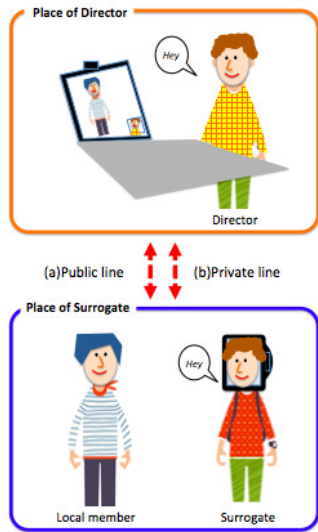 Place of Director
Hey
Director
(a)Public line
(b)Private line
Place of Surrogate
Hey
Local member
Surrogate